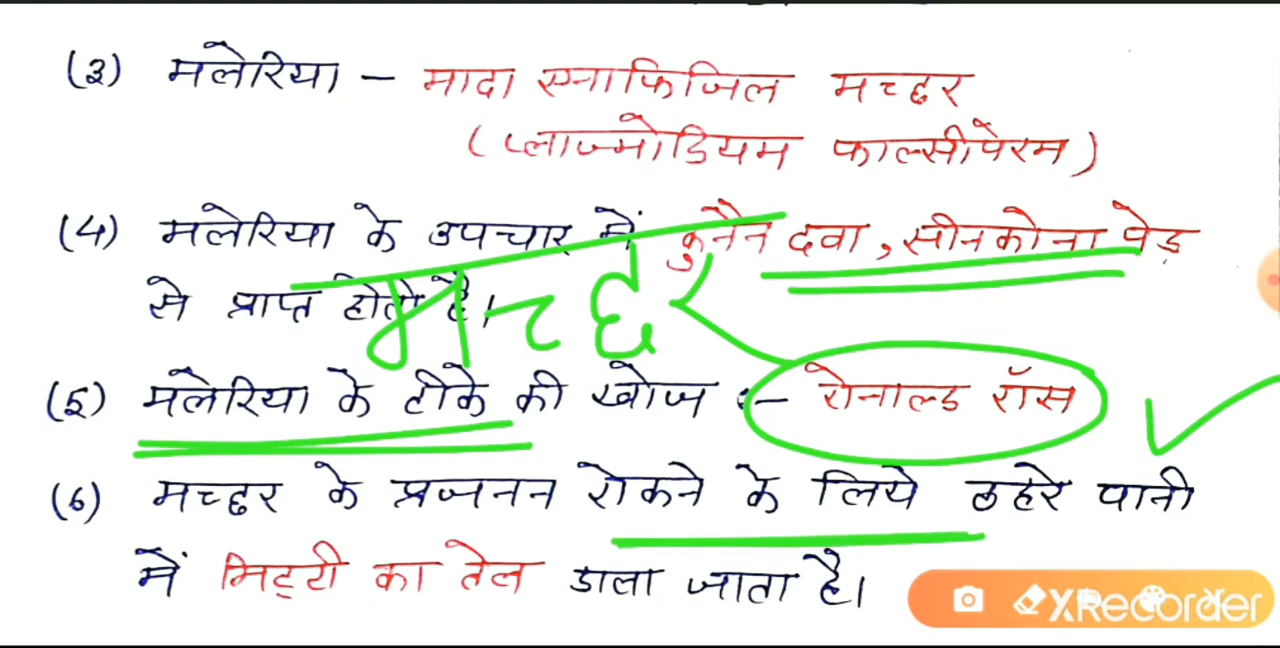 (3) मलेरिया – मादा एनाफिजिल मच्छर
(प्लाज्मोडियम फाल्सीपेरम)
(4) मलेरिया के उपचार में कुनैन दवा, सीनकोना पेड़
से प्राप्त होती है।
मच्छर
(5) मलेरिया के टीके की खोज :– रोनाल्ड रॉस
(6) मच्छर के प्रजनन रोकने के लिये ठहरे पानी
में मिट्टी का तेल डाला जाता है।
XRecorder